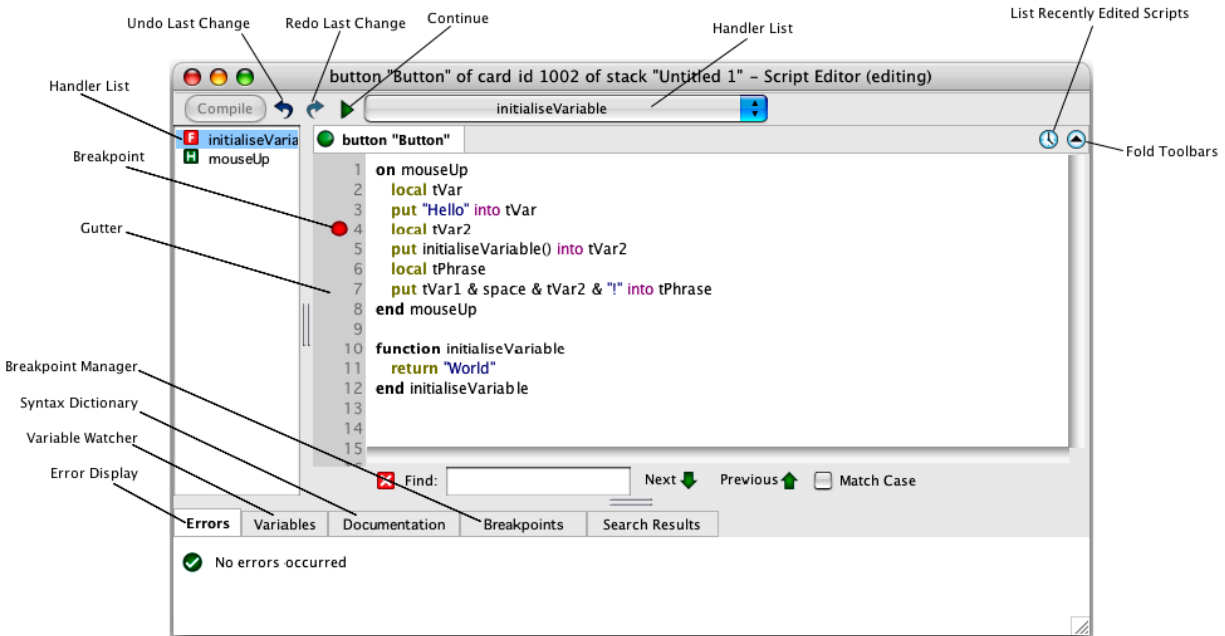 List Recently Edited Scripts
Undo Last Change
Redo Last Change
Continue
Handler List
button "Button" of card id 1002 of stack "Untitled 1" – Script Editor (editing)
Handler List
Compile
initialiseVariable
F initialiseVaria
H mouseUp
button "Button"
Fold Toolbars
Breakpoint
Gutter
1 on mouseUp
2 local tVar
3 put "Hello" into tVar
4 local tVar2
5 put initialiseVariable() into tVar2
6 local tPhrase
7 put tVar1 & space & tVar2 & "!" into tPhrase
8 end mouseUp
9
10 function initialiseVariable
11 return "World"
12 end initialiseVariable
13
14
15
Breakpoint Manager
Syntax Dictionary
Variable Watcher
Error Display
Find:
Next
Previous
Match Case
Errors
Variables
Documentation
Breakpoints
Search Results
No errors occurred